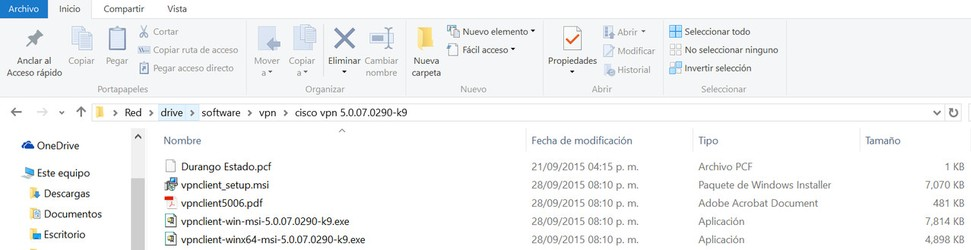 Archivo Inicio Compartir Vista
Anclar al Acceso rápido
Copiar
Pegar
Cortar
Copiar ruta de acceso
Pegar acceso directo
Portapapeles
Mover a
Copiar a
Eliminar
Cambiar nombre
Organizar
Nueva carpeta
Nuevo elemento
Fácil acceso
Nuevo
Propiedades
Abrir
Modificar
Historial
Abrir
Seleccionar todo
No seleccionar ninguno
Invertir selección
Seleccionar
Red drive software vpn cisco vpn 5.0.07.0290-k9
OneDrive
Este equipo
Descargas
Documentos
Escritorio
Nombre Fecha de modificación Tipo Tamaño
Durango Estado.pcf 21/09/2015 04:15 p. m. Archivo PCF 1 KB
vpnclient_setup.msi 28/09/2015 08:10 p. m. Paquete de Windows Installer 7,070 KB
vpnclient5006.pdf 28/09/2015 08:10 p. m. Adobe Acrobat Document 481 KB
vpnclient-win-msi-5.0.07.0290-k9.exe 28/09/2015 08:10 p. m. Aplicación 7,814 KB
vpnclient-winx64-msi-5.0.07.0290-k9.exe 28/09/2015 08:10 p. m. Aplicación 4,898 KB